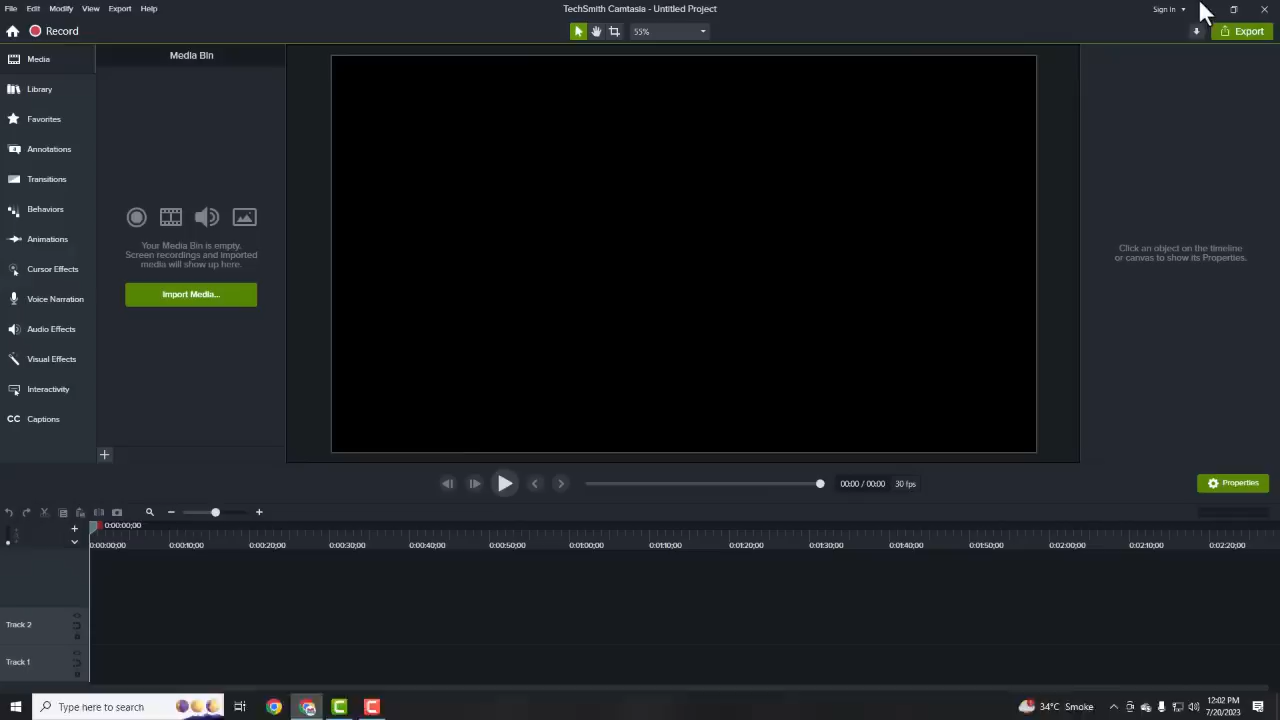 File Edit Modify View Export Help
TechSmith Camtasia - Untitled Project
Sign In
Record
55%
Export
Media
Library
Favorites
Annotations
Transitions
Behaviors
Animations
Cursor Effects
Voice Narration
Audio Effects
Visual Effects
Interactivity
CC Captions
Media Bin
Your Media Bin is empty.
Screen recordings and imported
media will show up here.
Import Media...
Click an object on the timeline
or canvas to show its Properties.
00:00 / 00:00 30 fps
Properties
0:00:00;00
0:00:00;00 0:00:10;00 0:00:20;00 0:00:30;00 0:00:40;00 0:00:50;00 0:01:00;00 0:01:10;00 0:01:20;00 0:01:30;00 0:01:40;00 0:01:50;00 0:02:00;00 0:02:10;00 0:02:20;00
Track 2
Track 1
Type here to search
34°C Smoke
12:02 PM
7/20/2023